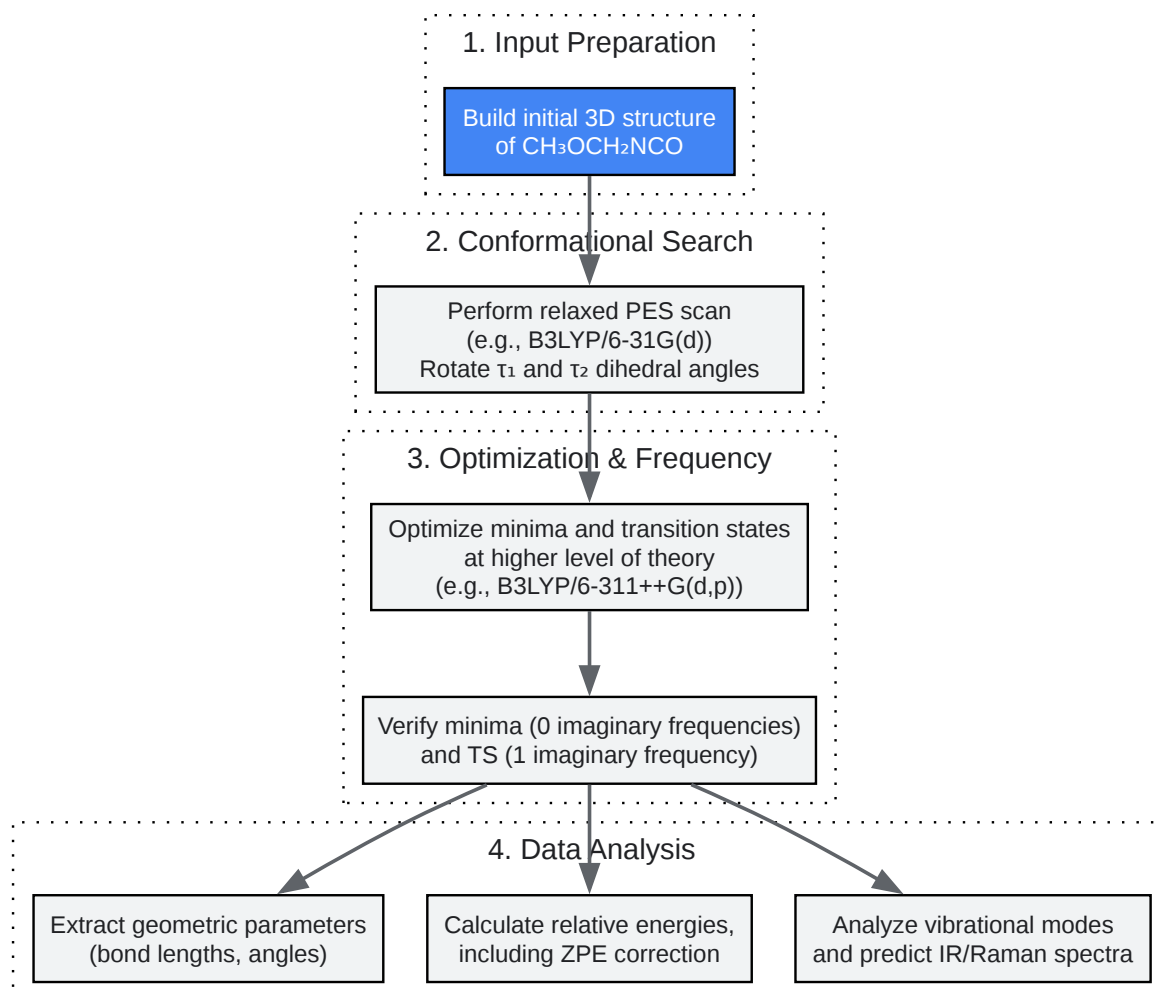 1. Input Preparation
Build initial 3D structure
of CH₃OCH₂NCO
2. Conformational Search
Perform relaxed PES scan
(e.g., B3LYP/6-31G(d))
Rotate τ₁ and τ₂ dihedral angles
3. Optimization & Frequency
Optimize minima and transition states
at higher level of theory
(e.g., B3LYP/6-311++G(d,p))
Verify minima (0 imaginary frequencies)
and TS (1 imaginary frequency)
4. Data Analysis
Extract geometric parameters
(bond lengths, angles)
Calculate relative energies,
including ZPE correction
Analyze vibrational modes
and predict IR/Raman spectra